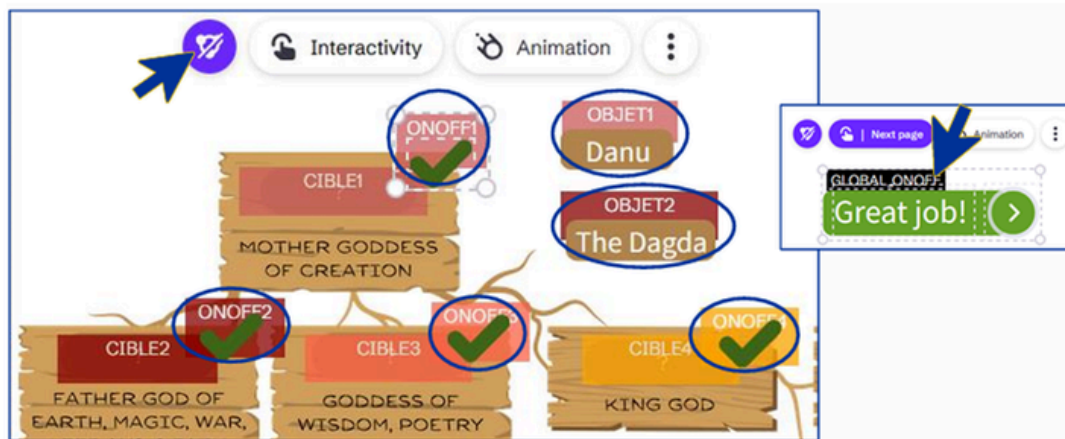 Interactivity
Animation
ONOFF1
OBJET1
Danu
CIBLE1
OBJET2
The Dagda
MOTHER GODDESS
OF CREATION
ONOFF2
ONOFF3
ONOFF4
CIBLE2
CIBLE3
CIBLE4
FATHER GOD OF
EARTH, MAGIC, WAR,
GODDESS OF
WISDOM, POETRY
KING GOD
| Next page
Animation
GLOBAL_ONOFF
Great job!